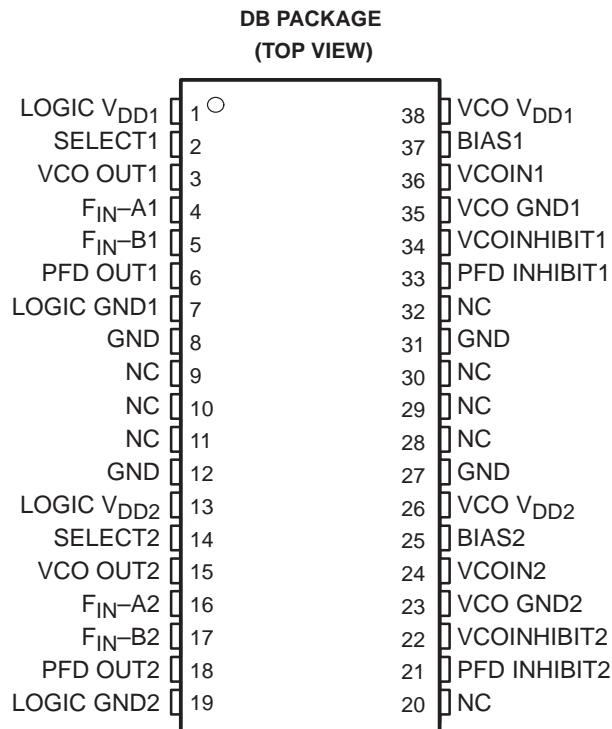 DB PACKAGE
(TOP VIEW)
LOGIC VDD1 1 38 VCO VDD1
SELECT1 2 37 BIAS1
VCO OUT1 3 36 VCOIN1
FIN–A1 4 35 VCO GND1
FIN–B1 5 34 VCOINHIBIT1
PFD OUT1 6 33 PFD INHIBIT1
LOGIC GND1 7 32 NC
GND 8 31 GND
NC 9 30 NC
NC 10 29 NC
NC 11 28 NC
GND 12 27 GND
LOGIC VDD2 13 26 VCO VDD2
SELECT2 14 25 BIAS2
VCO OUT2 15 24 VCOIN2
FIN–A2 16 23 VCO GND2
FIN–B2 17 22 VCOINHIBIT2
PFD OUT2 18 21 PFD INHIBIT2
LOGIC GND2 19 20 NC